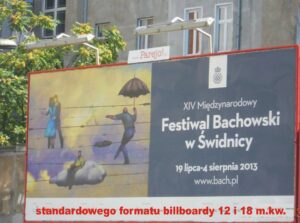 XIV Międzynarodowy
Festiwal Bachowski
w Świdnicy
19 lipca-4 sierpnia 2013
www.bach.pl
standardowego formatu billboardy 12 i 18 m.kw.